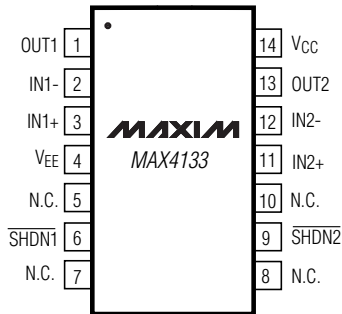 OUT1 1 14 VCC
IN1- 2 13 OUT2
IN1+ 3 MAXIM 12 IN2-
VEE 4 MAX4133 11 IN2+
N.C. 5 10 N.C.
SHDN1 6 9 SHDN2
N.C. 7 8 N.C.